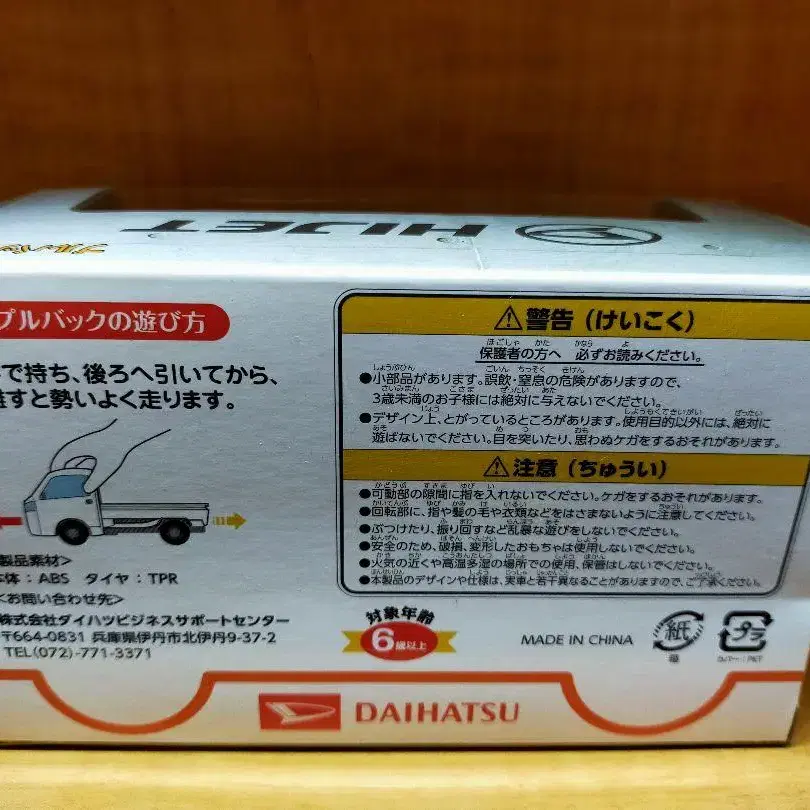 HIJET
プルバックの遊び方
で持ち、後ろへ引いてから、
すと勢いよく走ります。
製品素材>
体：ABS タイヤ：TPR
<お問い合わせ先>
株式会社ダイハツビジネスサポートセンター
〒664-0831 兵庫県伊丹市北伊丹9-37-2
TEL(072)-771-3371
警告（けいこく）
保護者の方へ 必ずお読みください。
●小部品があります。誤飲・窒息の危険がありますので、
3歳未満のお子様には絶対に与えないでください。
●デザイン上、とがっているところがあります。使用目的以外には、絶対に
遊ばないでください。目を突いたり、思わぬケガをするおそれがあります。
注意（ちゅうい）
●可動部の隙間に指を入れないでください。ケガをするおそれがあります。
●回転部に、指や髪の毛や衣類などをはさまないように注意してください。
●ぶつけたり、振り回すなど乱暴な遊びをしないでください。
●安全のため、破損、変形したおもちゃは使用しないでください。
●火気の近くや高温多湿の場所での使用、保管はしないでください。
●本製品のデザインや仕様は、実車と若干異なることがありますので、ご了承ください。
対象年齢
6歳以上
MADE IN CHINA
紙
箱
プラ
カバー：PET
DAIHATSU